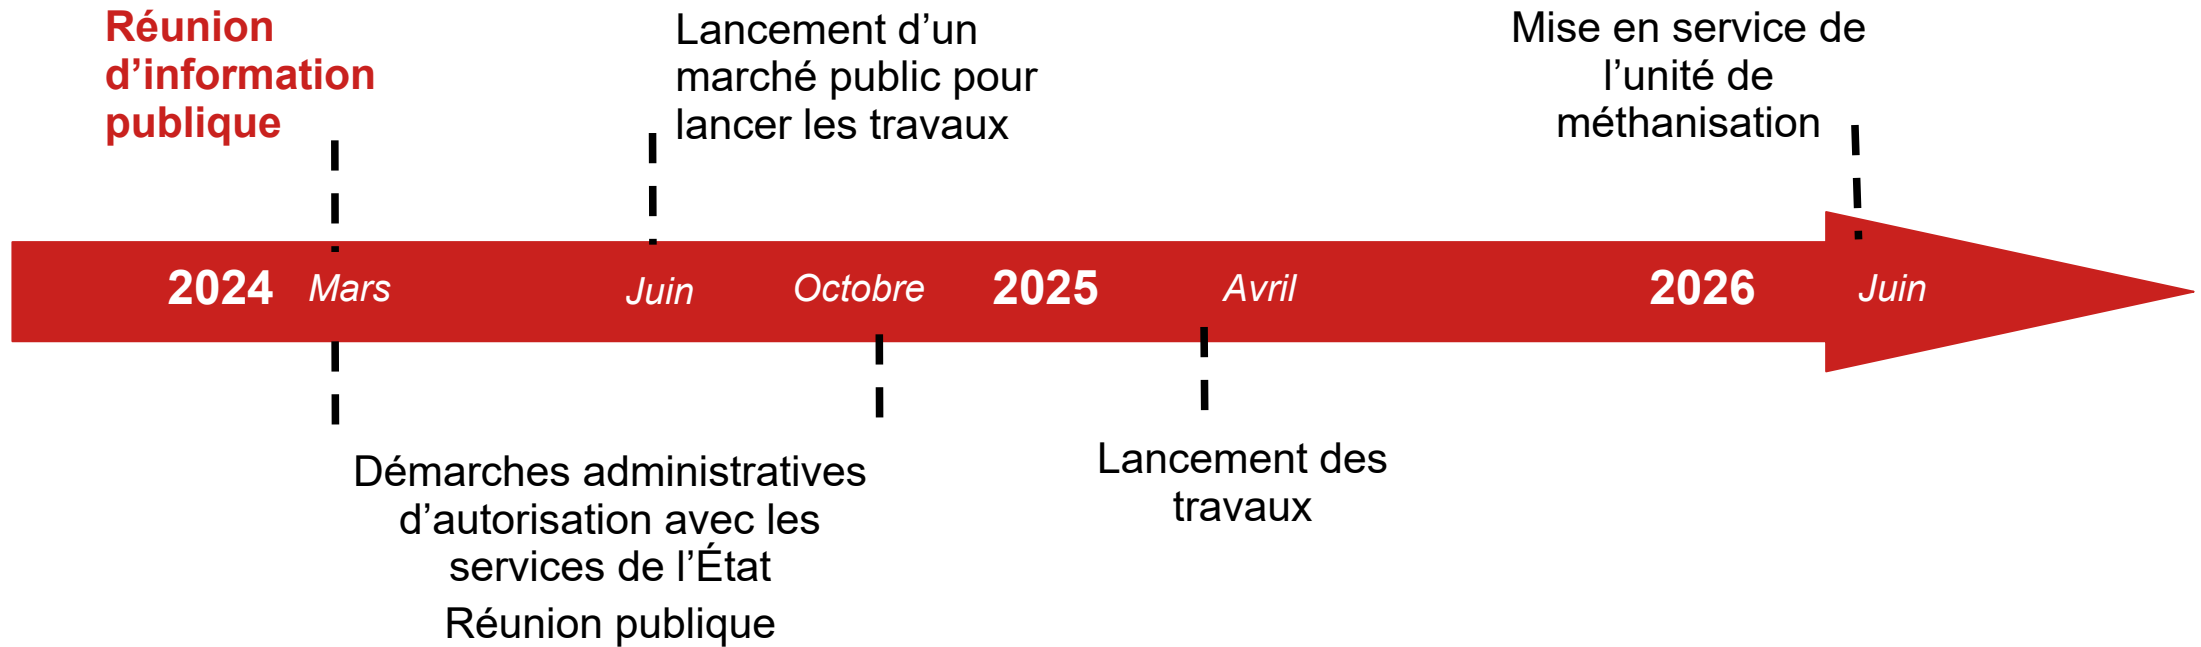 Réunion
d’information
publique
Lancement d’un
marché public pour
lancer les travaux
Mise en service de
l’unité de
méthanisation
2024 Mars Juin Octobre 2025 Avril 2026 Juin
Démarches administratives
d’autorisation avec les
services de l’État
Réunion publique
Lancement des
travaux